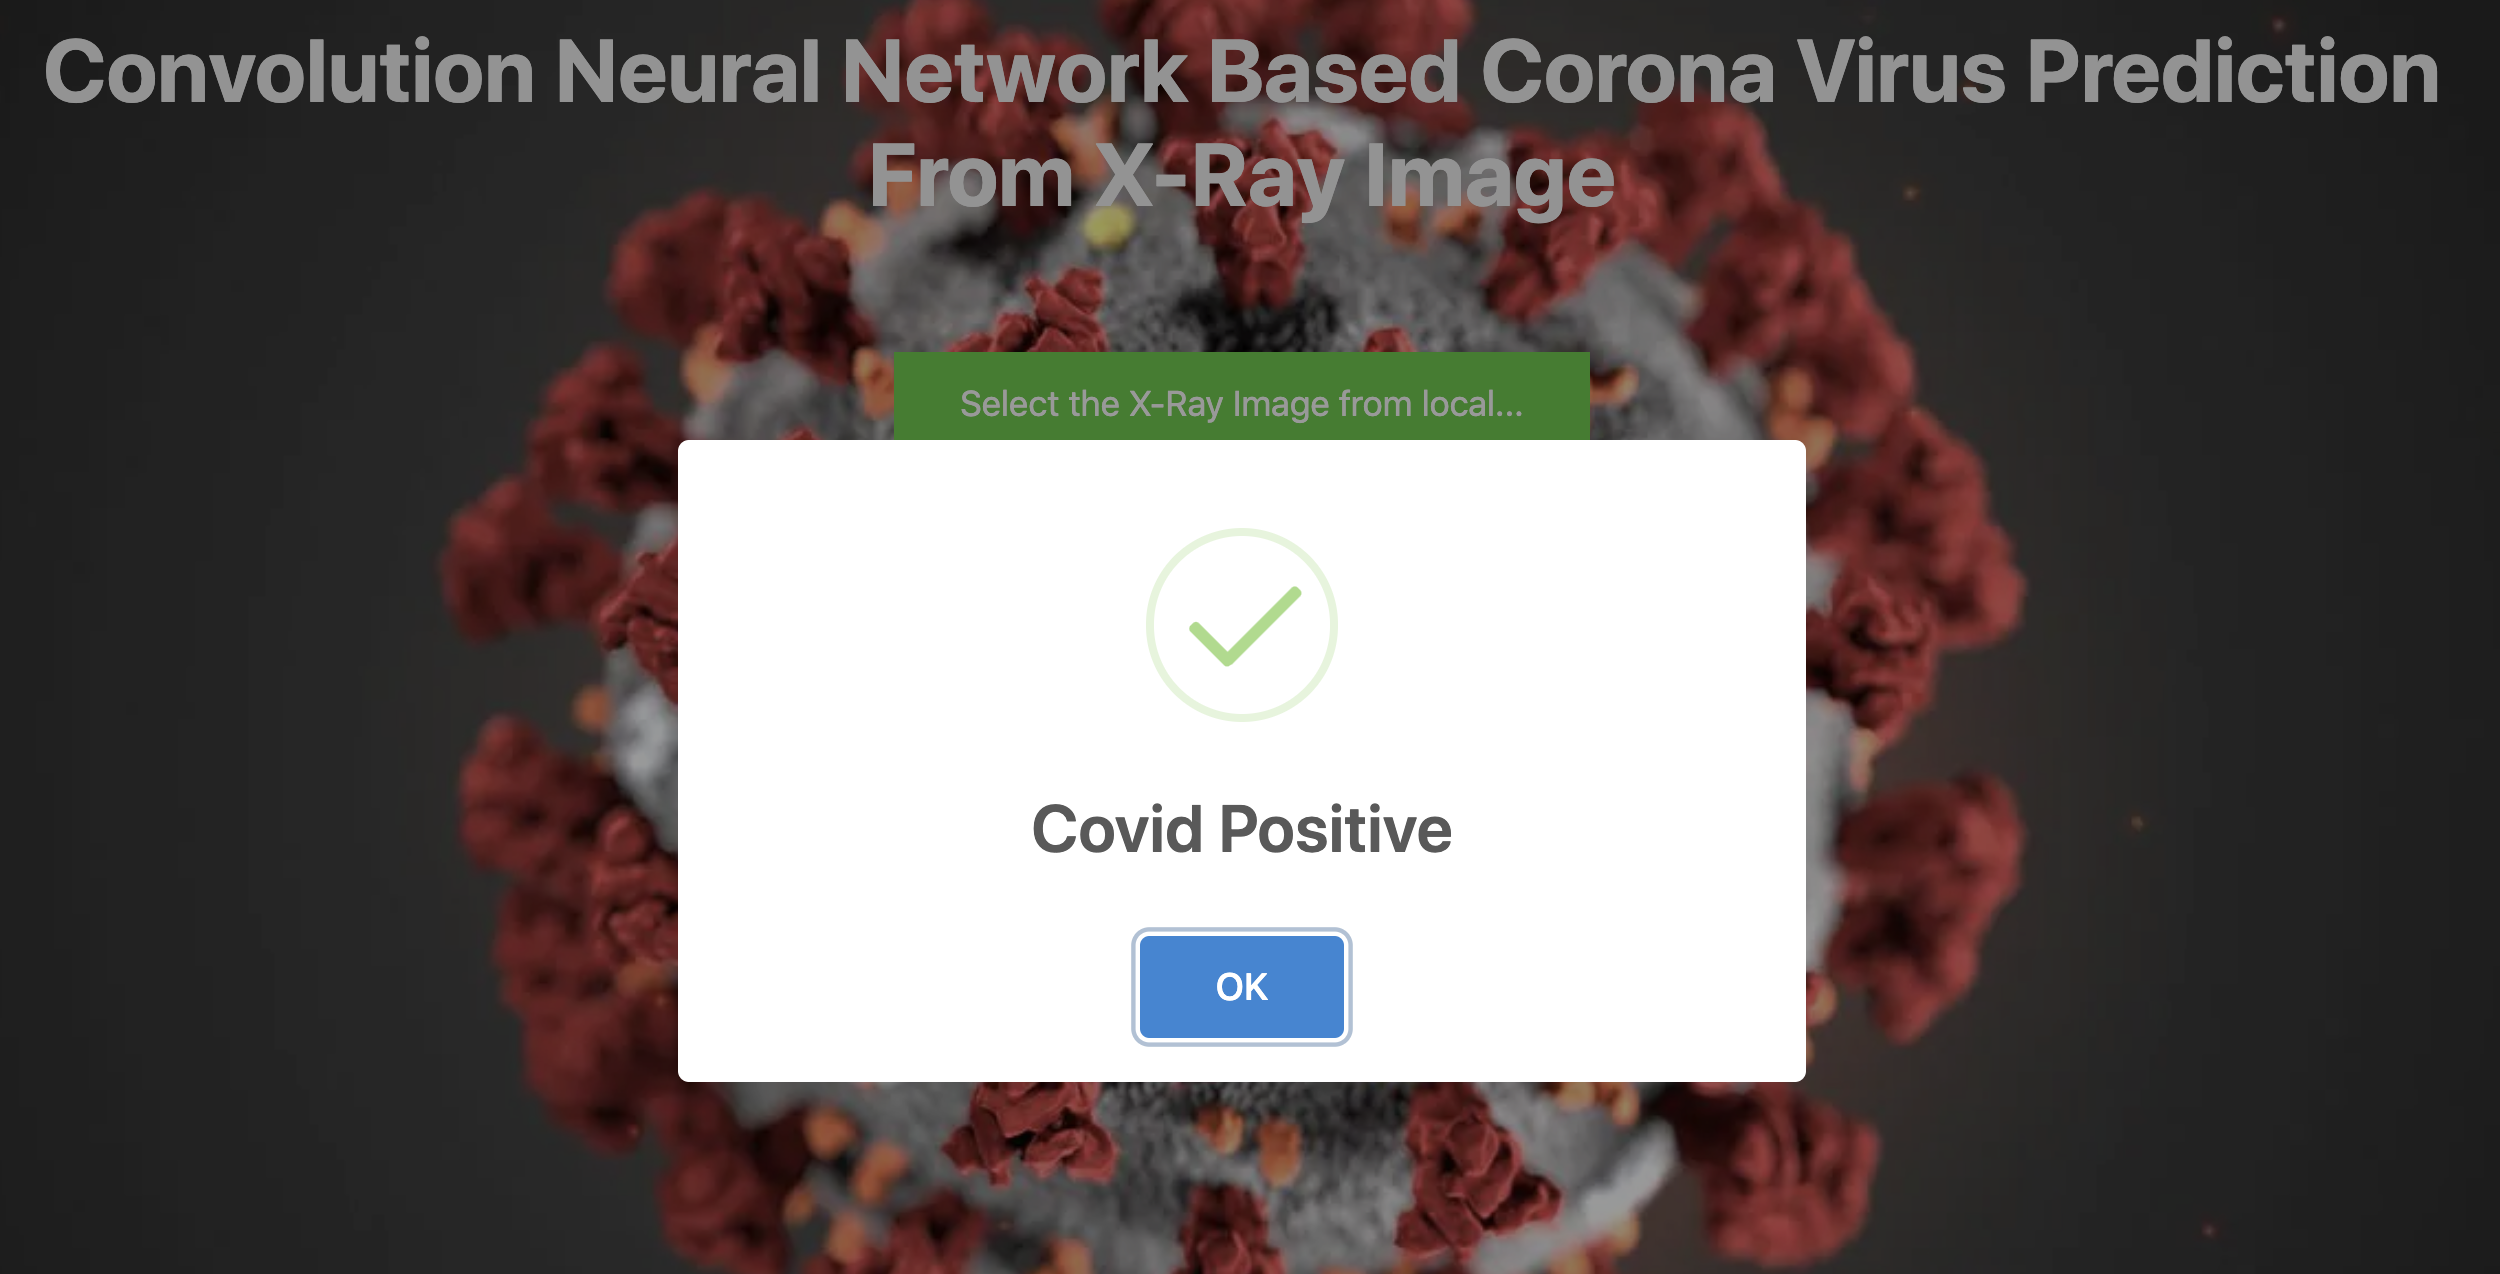 Convolution Neural Network Based Corona Virus Prediction
From X-Ray Image
Select the X-Ray Image from local...
Covid Positive
OK